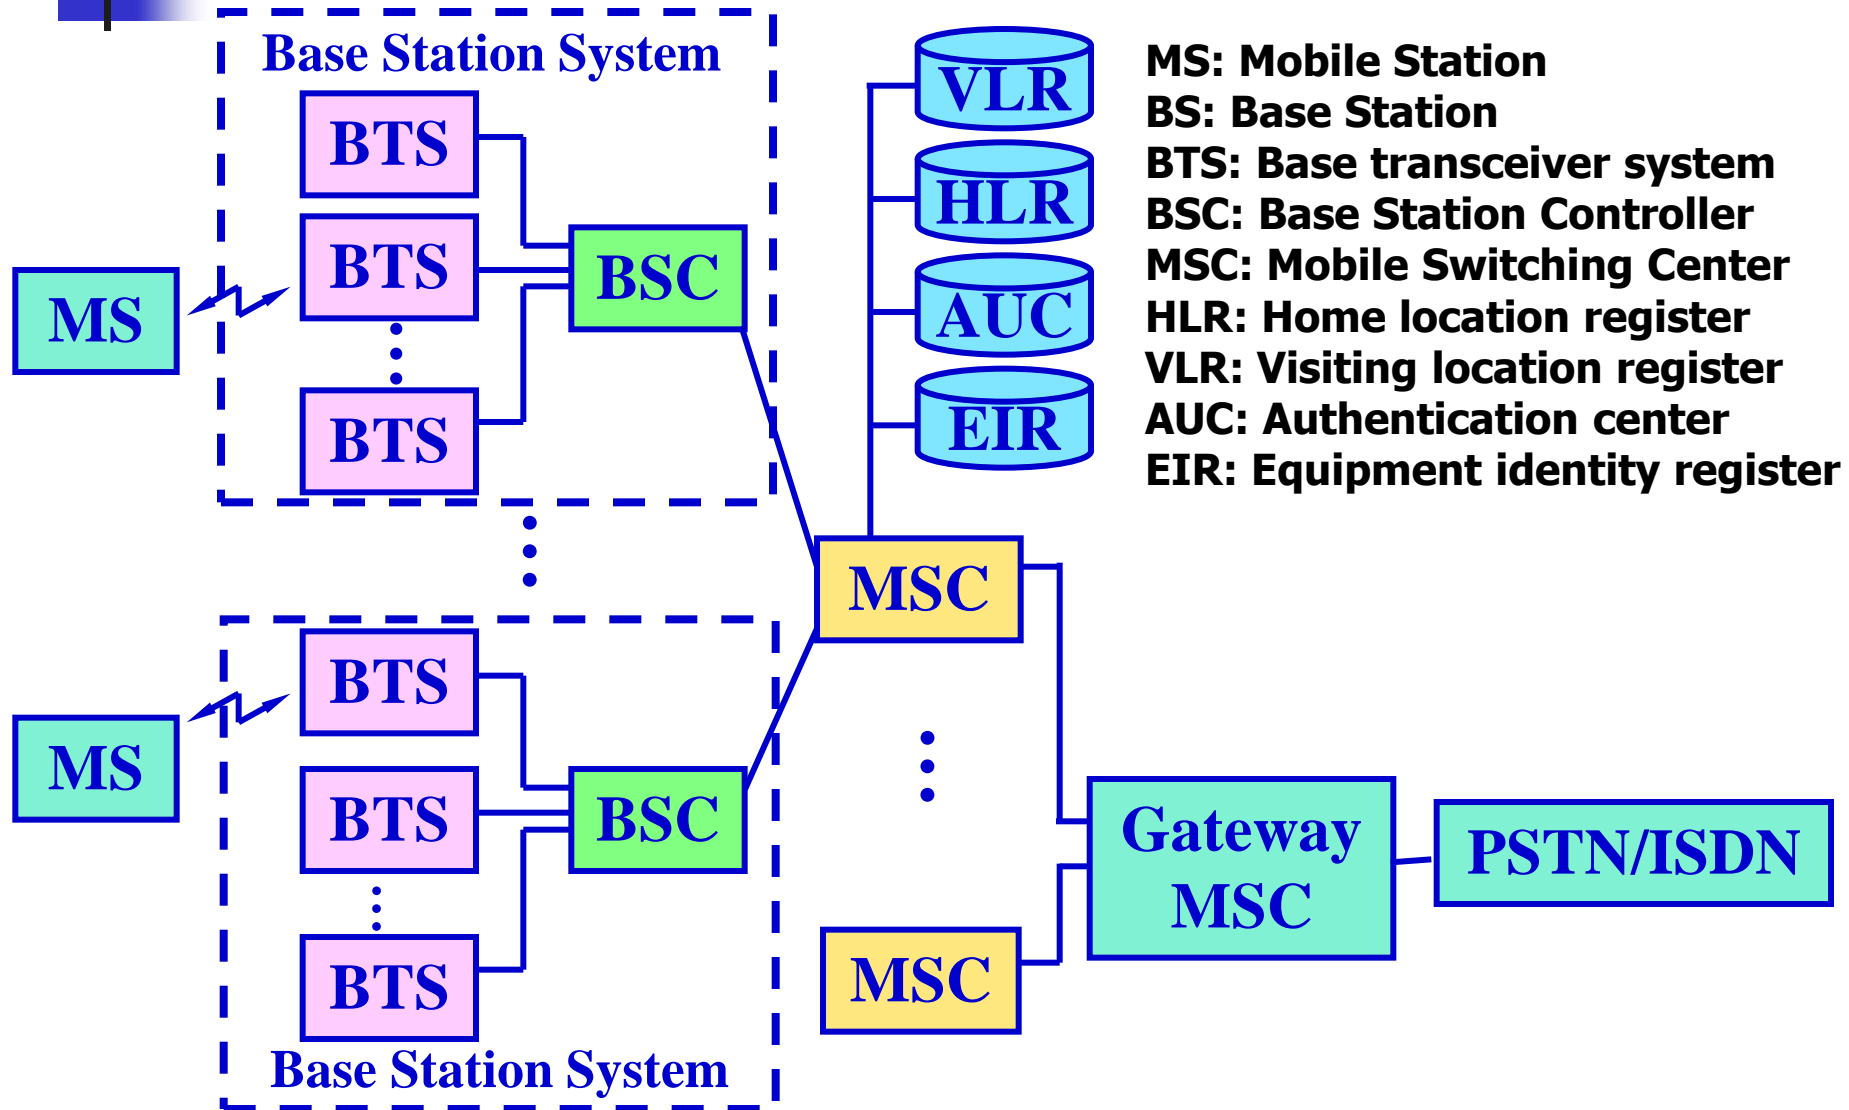 Base Station System
BTS
BTS
BTS
BSC
MS
VLR
HLR
AUC
EIR
MS: Mobile Station
BS: Base Station
BTS: Base transceiver system
BSC: Base Station Controller
MSC: Mobile Switching Center
HLR: Home location register
VLR: Visiting location register
AUC: Authentication center
EIR: Equipment identity register
MSC
BTS
BTS
BTS
BSC
MS
Base Station System
MSC
Gateway
MSC
PSTN/ISDN